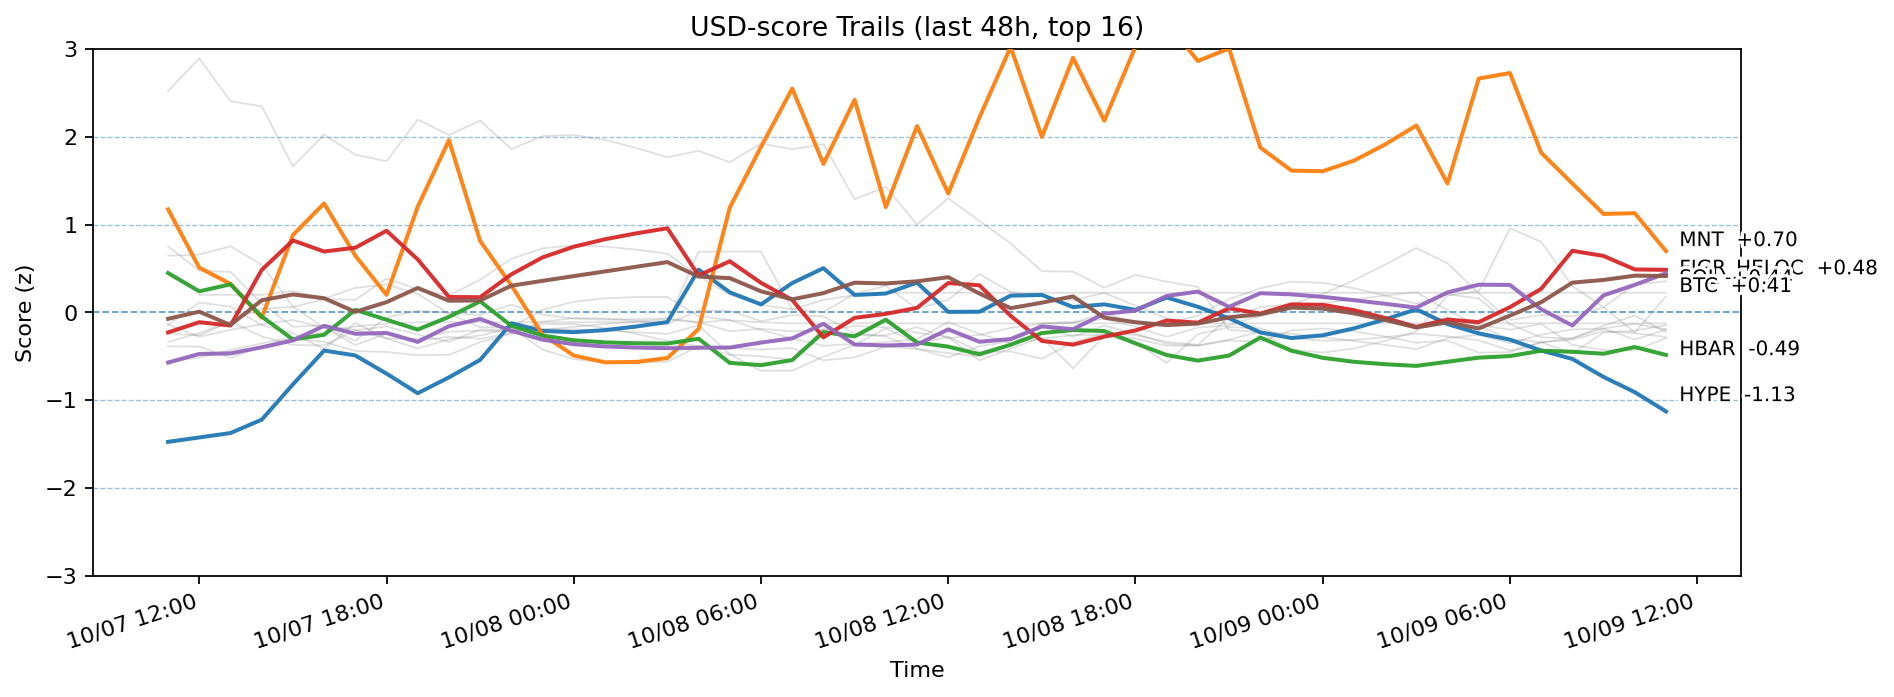 USD-score Trails (last 48h, top 16)
Score (z)
3
2
1
0
−1
−2
−3
MNT +0.70
FIGR_HELOC +0.48
BTC +0.41
HBAR -0.49
HYPE -1.13
10/07 12:00
10/07 18:00
10/08 00:00
10/08 06:00
10/08 12:00
10/08 18:00
10/09 00:00
10/09 06:00
10/09 12:00
Time